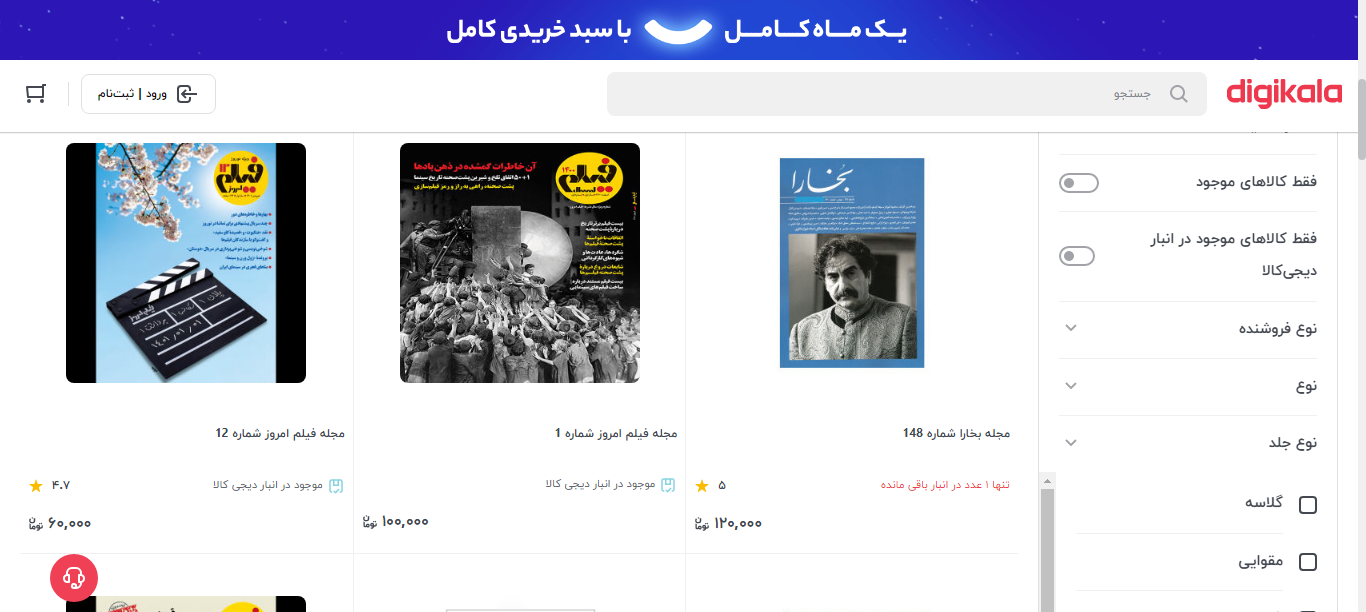 یـک مـــاه کـــامـــل با سبد خریدی کامل
digikala
جستجو
ورود | ثبت‌نام
فقط کالاهای موجود
فقط کالاهای موجود در انبار
دیجی‌کالا
نوع فروشنده
نوع
نوع جلد
گلاسه
مقوایی
بخارا
مجله بخارا شماره 148
تنها ۱ عدد در انبار باقی مانده
۵
۱۲۰,۰۰۰ تومان
آن خاطرات گمشده در ذهن یادها
فیلم
۱۴۰۰
مجله فیلم امروز شماره 1
موجود در انبار دیجی کالا
۱۰۰,۰۰۰ تومان
فیلم
امروز
۱۲
مجله فیلم امروز شماره 12
موجود در انبار دیجی کالا
۴.۷
۶۰,۰۰۰ تومان